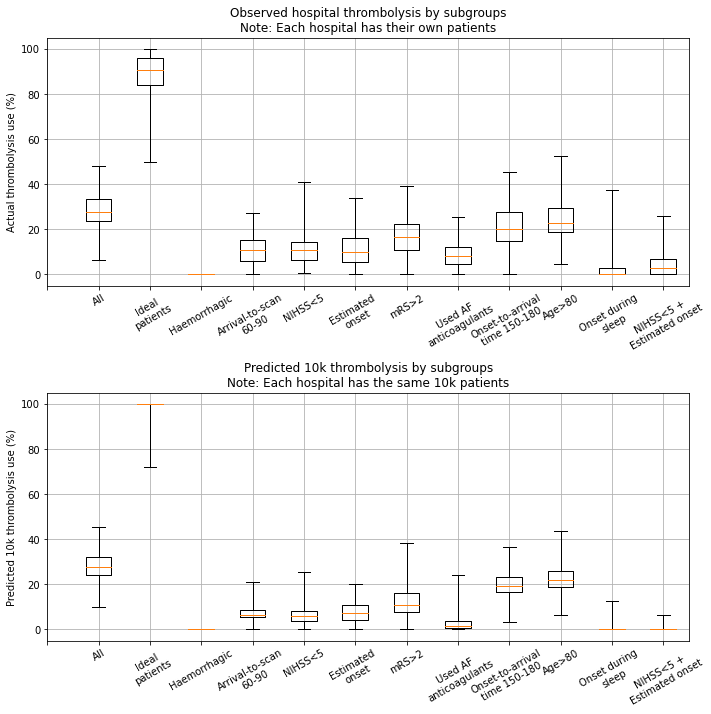 Observed hospital thrombolysis by subgroups
Note: Each hospital has their own patients
Actual thrombolysis use (%)
100
80
60
40
20
0
All
Ideal
patients
Haemorrhagic
Arrival-to-scan
60-90
NIHSS<5
Estimated
onset
mRS>2
Used AF
anticoagulants
Onset-to-arrival
time 150-180
Age>80
Onset during
sleep
NIHSS<5 +
Estimated onset
Predicted 10k thrombolysis by subgroups
Note: Each hospital has the same 10k patients
Predicted 10k thrombolysis use (%)
100
80
60
40
20
0
All
Ideal
patients
Haemorrhagic
Arrival-to-scan
60-90
NIHSS<5
Estimated
onset
mRS>2
Used AF
anticoagulants
Onset-to-arrival
time 150-180
Age>80
Onset during
sleep
NIHSS<5 +
Estimated onset